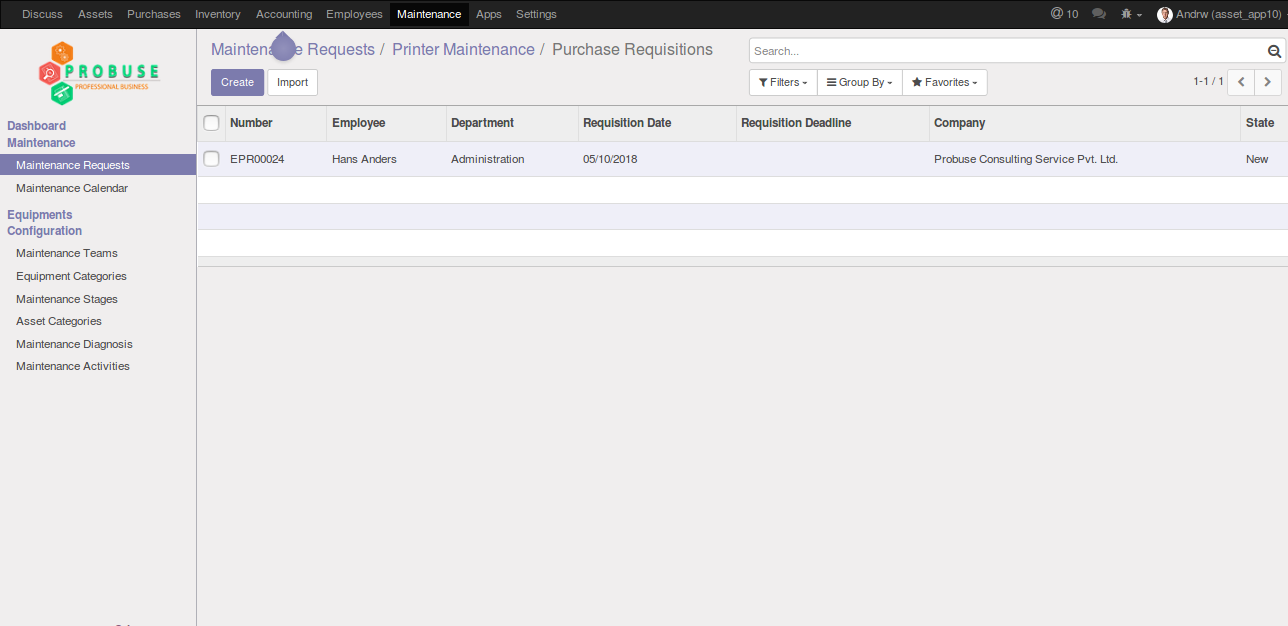 Discuss Assets Purchases Inventory Accounting Employees Maintenance Apps Settings @ 10 Andrw (asset_app10)
PROBUSE
PROFESSIONAL BUSINESS
Dashboard
Maintenance
Maintenance Requests
Maintenance Calendar
Equipments
Configuration
Maintenance Teams
Equipment Categories
Maintenance Stages
Asset Categories
Maintenance Diagnosis
Maintenance Activities
Maintenance Requests / Printer Maintenance / Purchase Requisitions
Search...
Create Import
Filters Group By Favorites 1-1 / 1
Number Employee Department Requisition Date Requisition Deadline Company State
EPR00024 Hans Anders Administration 05/10/2018 Probuse Consulting Service Pvt. Ltd. New